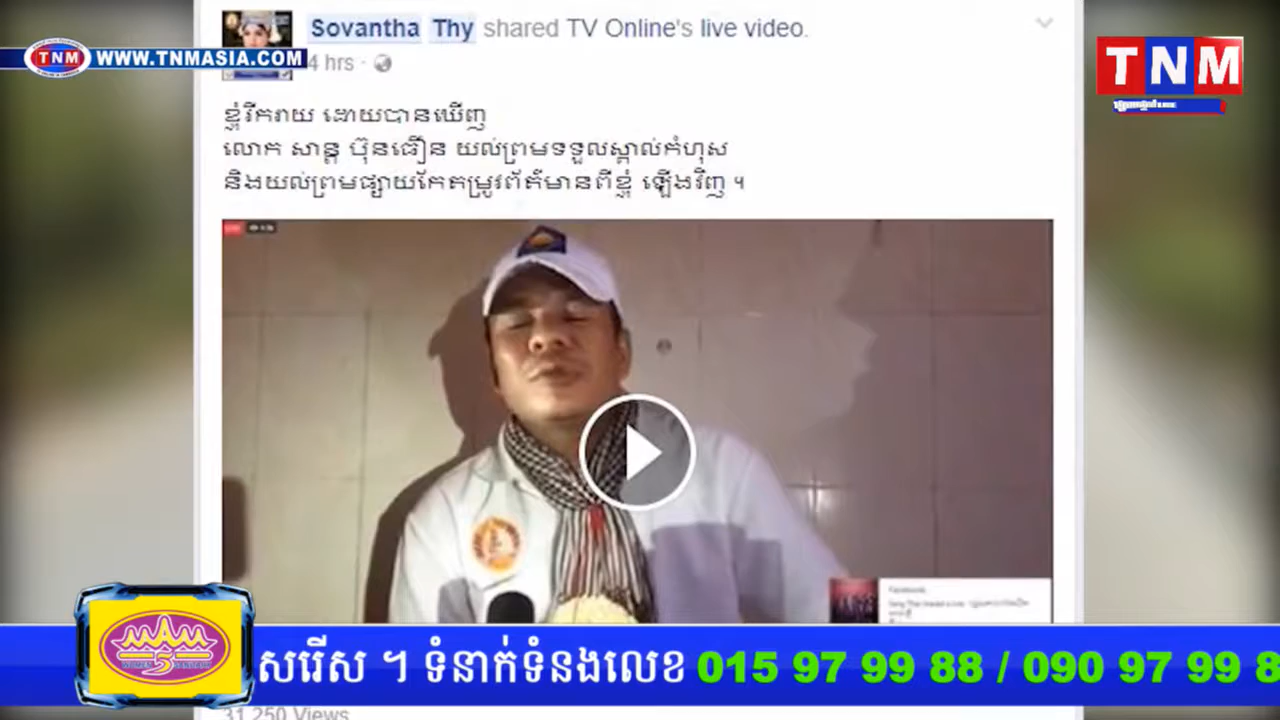 Sovantha Thy shared TV Online's live video.
TNM WWW.TNMASIA.COM
4 hrs
TNM
ខ្ញុំរីករាយ ដោយបានឃើញ
លោក សាន្ត ប៊ុនធឿន យល់ព្រមទទួលស្គាល់កំហុស
និងយល់ព្រមផ្សាយកែតម្រូវព័ត៌មានពីខ្ញុំ ឡើងវិញ ។
សរើស ។ ទំនាក់ទំនងលេខ 015 97 99 88 / 090 97 99 8
31,250 Views